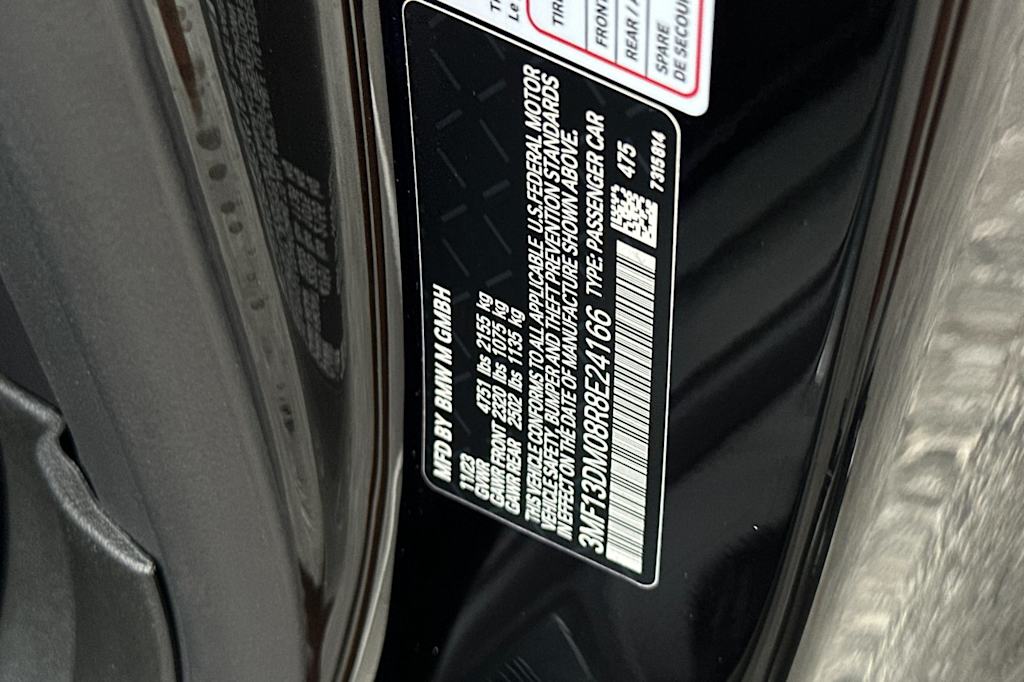 MFD BY BMW M GMBH
11/23
GVWR 4751 lbs 2155 kg
GAWR FRONT 2320 lbs 1075 kg
GAWR REAR 2502 lbs 1135 kg
THIS VEHICLE CONFORMS TO ALL APPLICABLE U.S. FEDERAL MOTOR
VEHICLE SAFETY, BUMPER AND THEFT PREVENTION STANDARDS
IN EFFECT ON THE DATE OF MANUFACTURE SHOWN ABOVE.
3MF13DM08R8E24166 TYPE: PASSENGER CAR
475
7315614
Le
FRONT
REAR / A
SPARE
DE SECOU